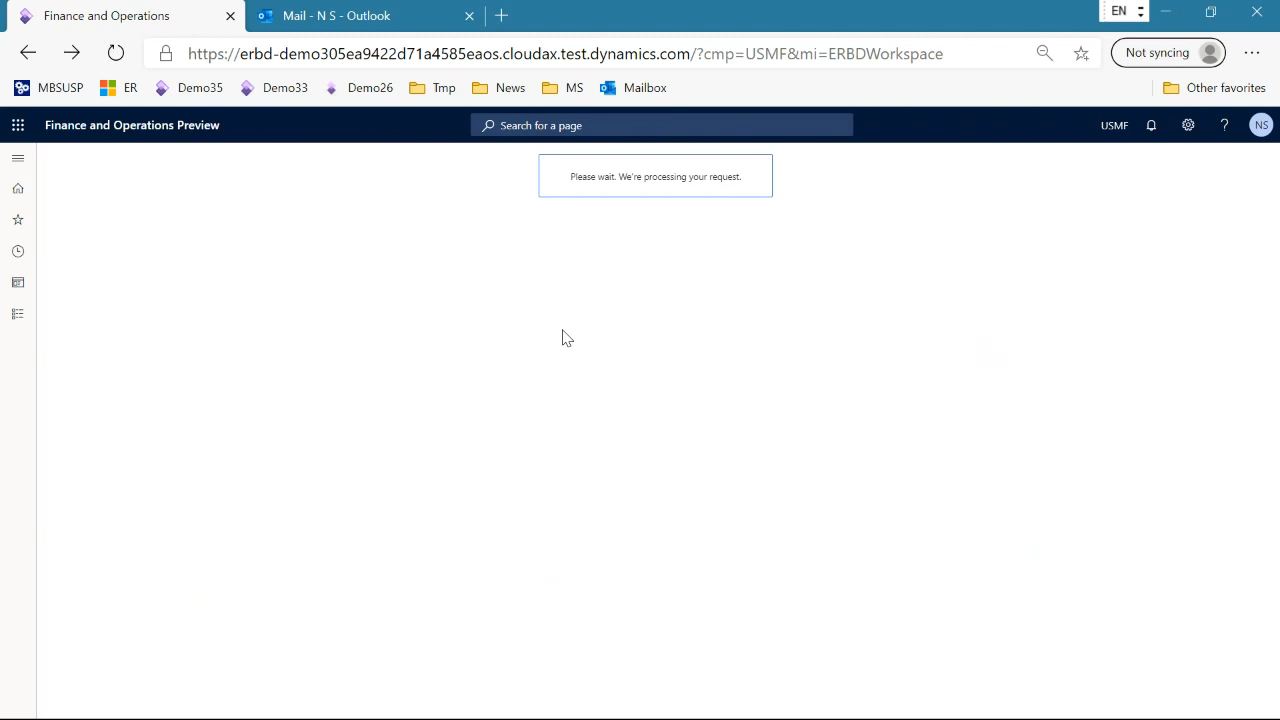 Finance and Operations
Mail - N S - Outlook
EN
https://erbd-demo305ea9422d71a4585eaos.cloudax.test.dynamics.com/?cmp=USMF&mi=ERBDWorkspace
Not syncing
MBSUSP
ER
Demo35
Demo33
Demo26
Tmp
News
MS
Mailbox
Other favorites
Finance and Operations Preview
Search for a page
USMF
NS
Please wait. We're processing your request.